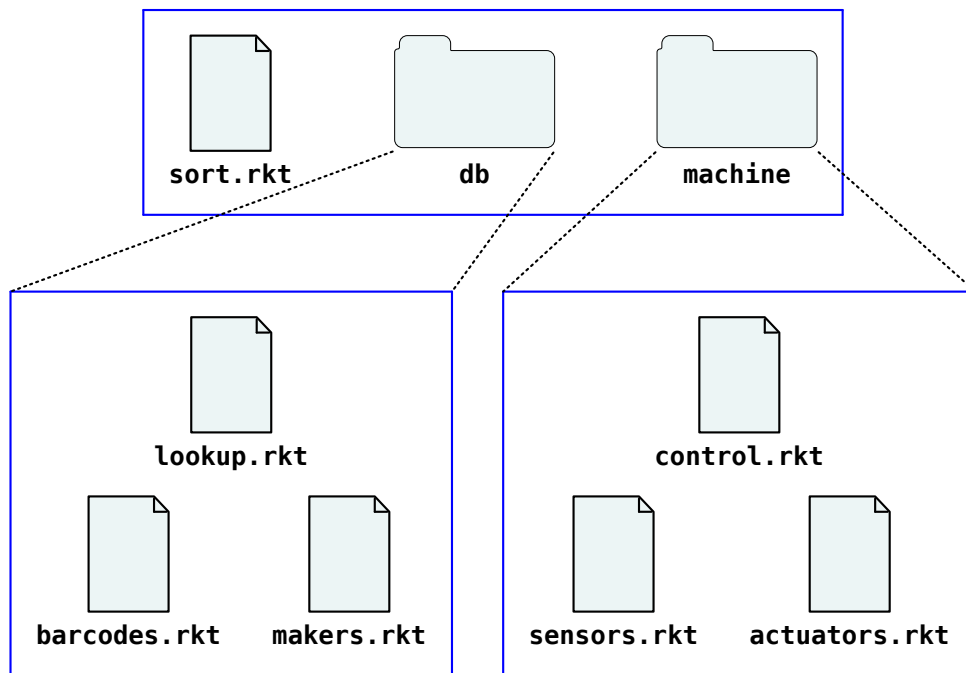 sort.rkt db machine
lookup.rkt
barcodes.rkt makers.rkt
control.rkt
sensors.rkt actuators.rkt